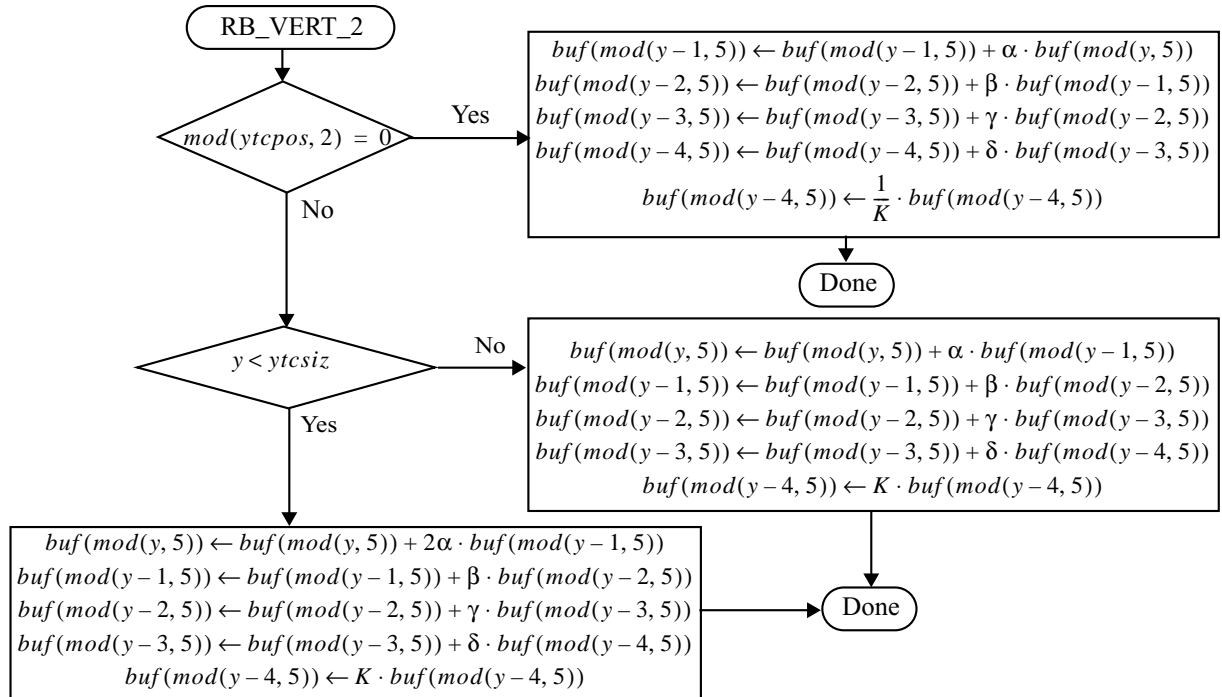 RB_VERT_2
mod(ytcpos, 2) = 0
Yes
buf(mod(y – 1, 5)) ← buf(mod(y – 1, 5)) + α · buf(mod(y, 5))
buf(mod(y – 2, 5)) ← buf(mod(y – 2, 5)) + β · buf(mod(y – 1, 5))
buf(mod(y – 3, 5)) ← buf(mod(y – 3, 5)) + γ · buf(mod(y – 2, 5))
buf(mod(y – 4, 5)) ← buf(mod(y – 4, 5)) + δ · buf(mod(y – 3, 5))
buf(mod(y – 4, 5)) ← 1/K · buf(mod(y – 4, 5))
Done
No
y < ytcsiz
No
buf(mod(y, 5)) ← buf(mod(y, 5)) + α · buf(mod(y – 1, 5))
buf(mod(y – 1, 5)) ← buf(mod(y – 1, 5)) + β · buf(mod(y – 2, 5))
buf(mod(y – 2, 5)) ← buf(mod(y – 2, 5)) + γ · buf(mod(y – 3, 5))
buf(mod(y – 3, 5)) ← buf(mod(y – 3, 5)) + δ · buf(mod(y – 4, 5))
buf(mod(y – 4, 5)) ← K · buf(mod(y – 4, 5))
Yes
buf(mod(y, 5)) ← buf(mod(y, 5)) + 2α · buf(mod(y – 1, 5))
buf(mod(y – 1, 5)) ← buf(mod(y – 1, 5)) + β · buf(mod(y – 2, 5))
buf(mod(y – 2, 5)) ← buf(mod(y – 2, 5)) + γ · buf(mod(y – 3, 5))
buf(mod(y – 3, 5)) ← buf(mod(y – 3, 5)) + δ · buf(mod(y – 4, 5))
buf(mod(y – 4, 5)) ← K · buf(mod(y – 4, 5))
Done